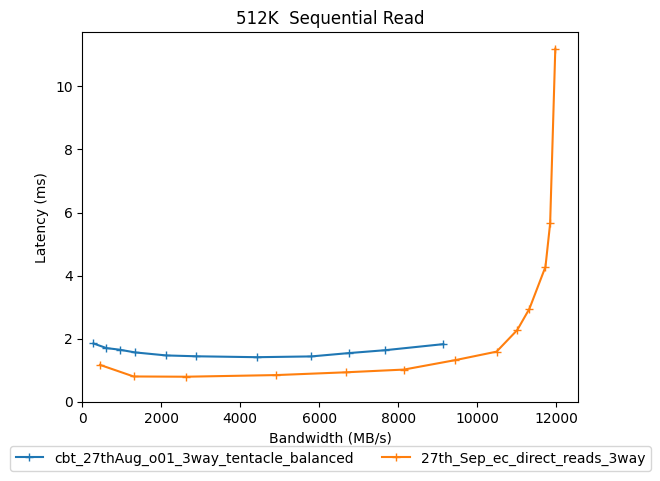 512K  Sequential Read
Latency (ms)
10
8
6
4
2
0
0 2000 4000 6000 8000 10000 12000
Bandwidth (MB/s)
cbt_27thAug_o01_3way_tentacle_balanced 27th_Sep_ec_direct_reads_3way